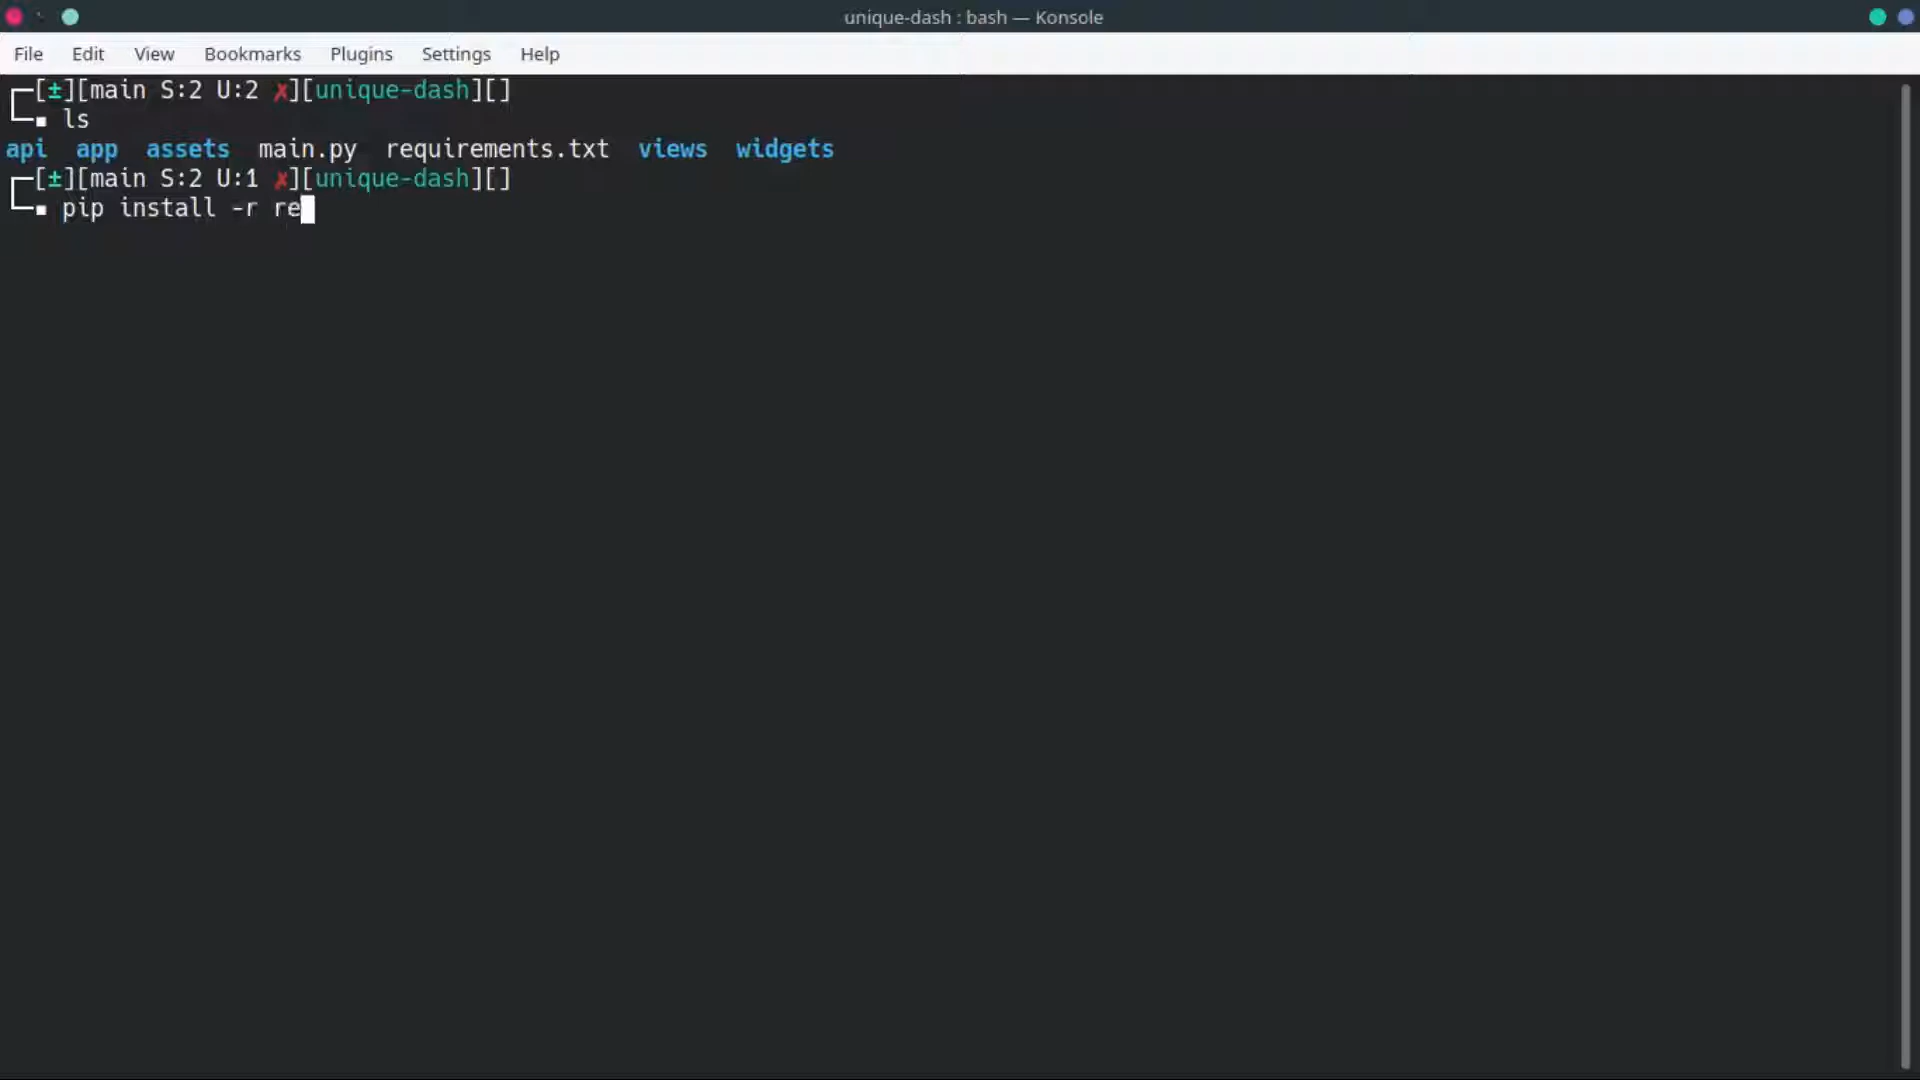 unique-dash : bash — Konsole
File Edit View Bookmarks Plugins Settings Help
┌─[±][main S:2 U:2 ✗][unique-dash][]
└─▪ ls
api app assets main.py requirements.txt views widgets
┌─[±][main S:2 U:1 ✗][unique-dash][]
└─▪ pip install -r re